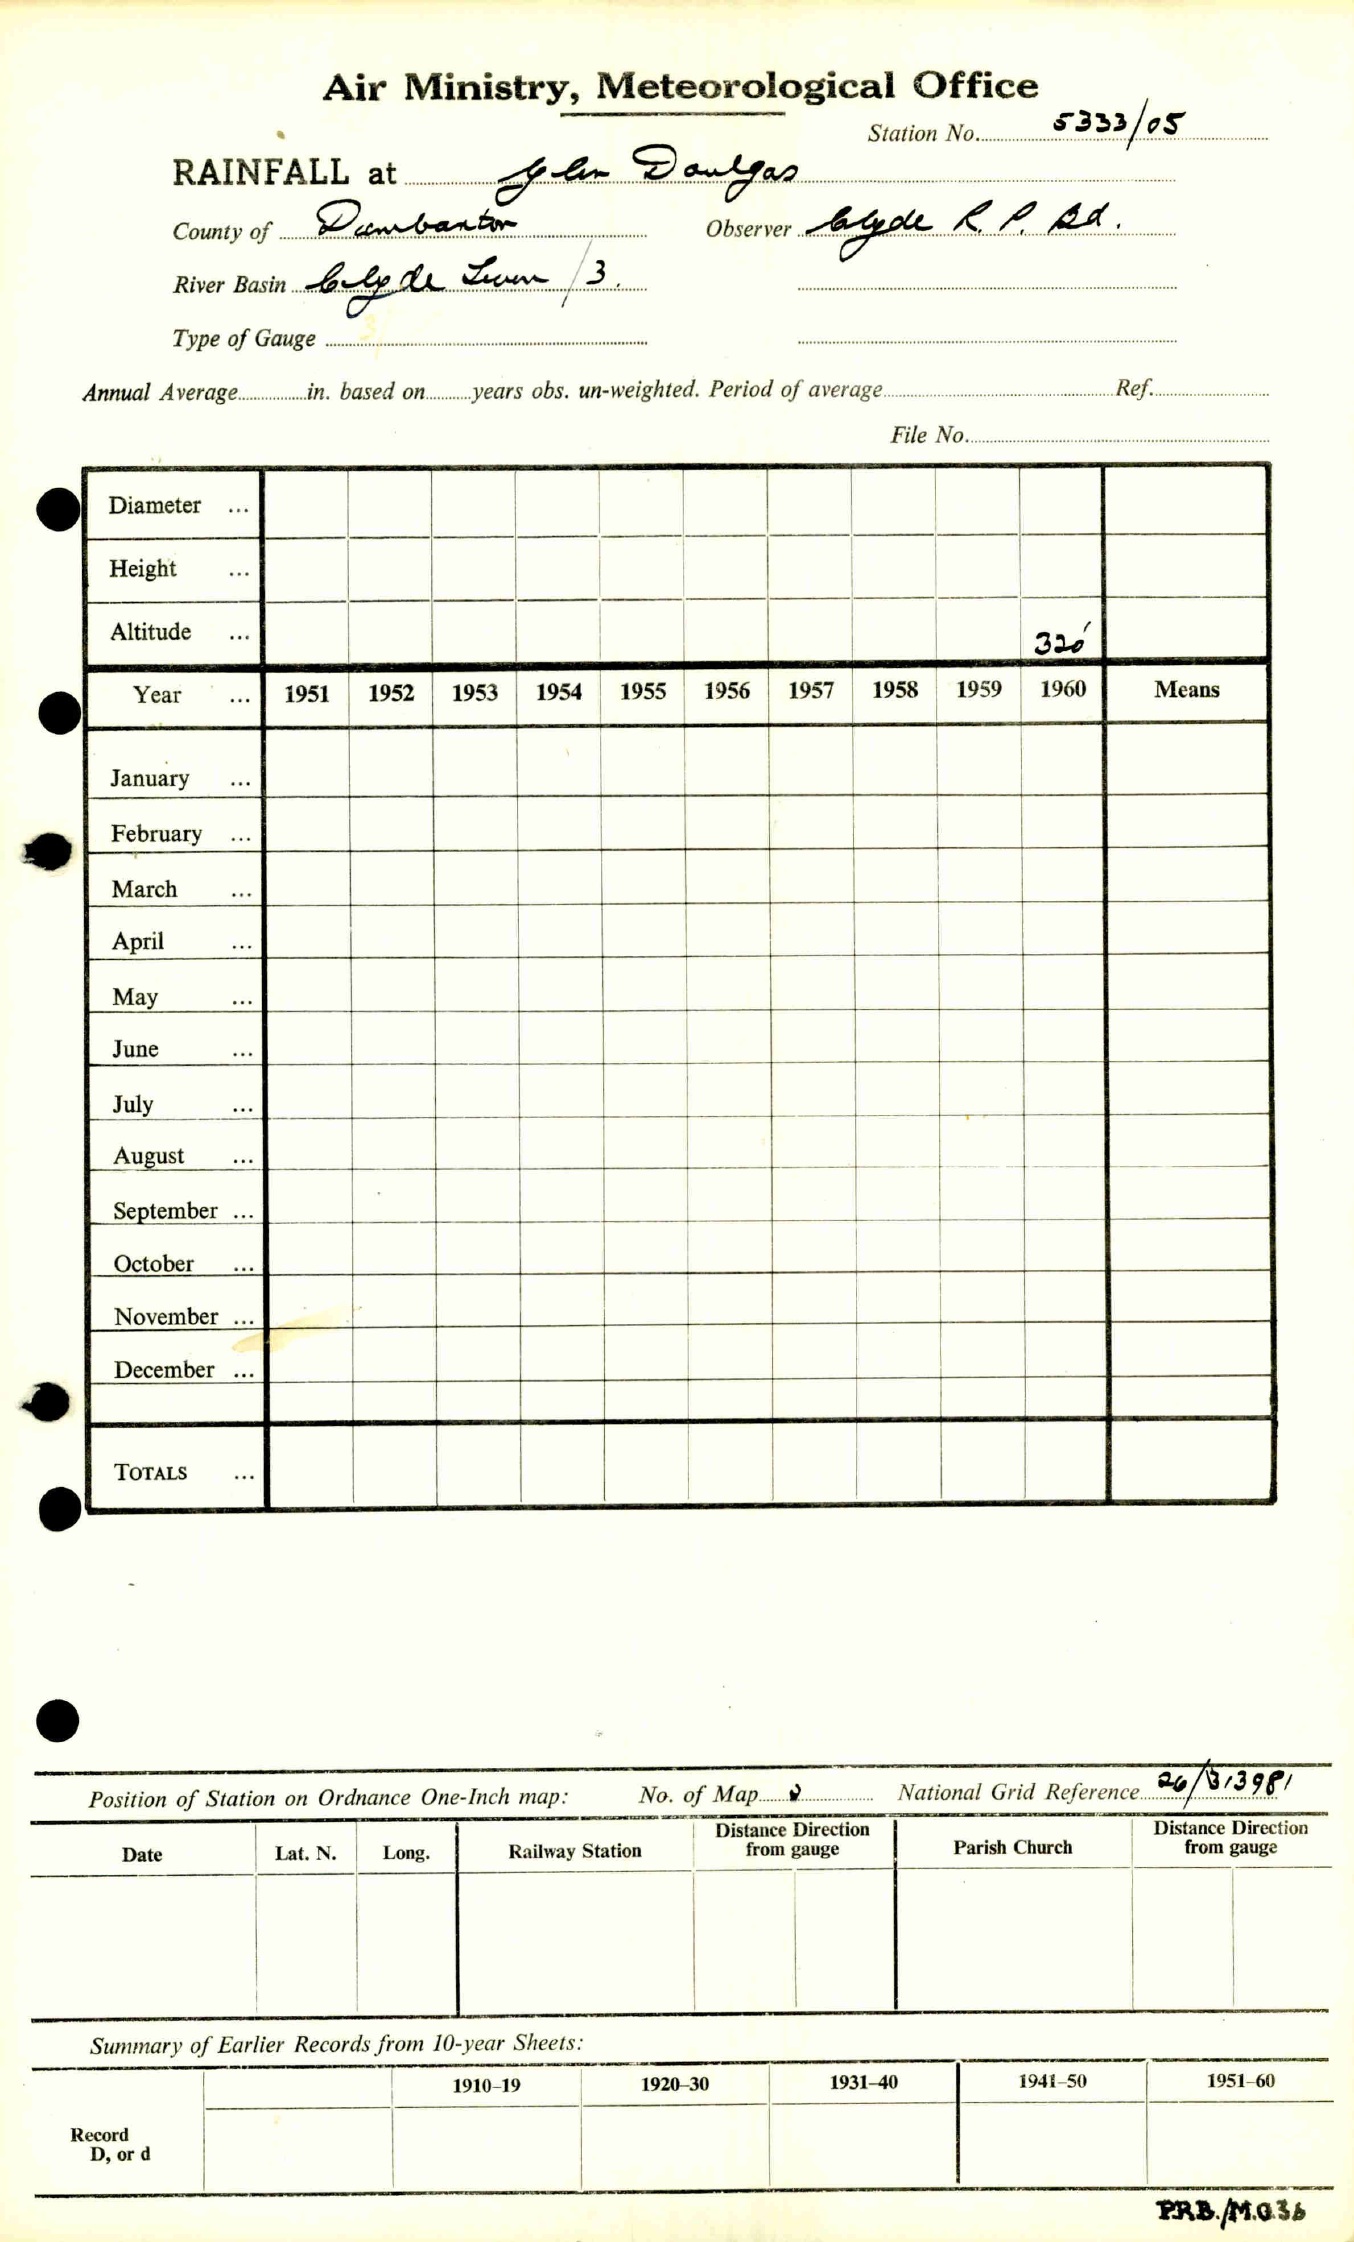 Air Ministry, Meteorological Office
Station No. 5333/05
RAINFALL at Glen Doulgas
County of Dumbarton Observer Clyde R. P. Bd.
River Basin Clyde Leven /3.
Type of Gauge
Annual Average in. based on years obs. un-weighted. Period of average Ref.
File No.
Diameter ...
Height ...
Altitude ... 320'
Year ... 1951 1952 1953 1954 1955 1956 1957 1958 1959 1960 Means
January ...
February ...
March ...
April ...
May ...
June ...
July ...
August ...
September ...
October ...
November ...
December ...
TOTALS ...
Position of Station on Ordnance One-Inch map: No. of Map National Grid Reference 26/313981
Date Lat. N. Long. Railway Station Distance Direction from gauge Parish Church Distance Direction from gauge
Summary of Earlier Records from 10-year Sheets:
1910–19 1920–30 1931–40 1941–50 1951–60
Record
D, or d
P.R.B./M.O.36